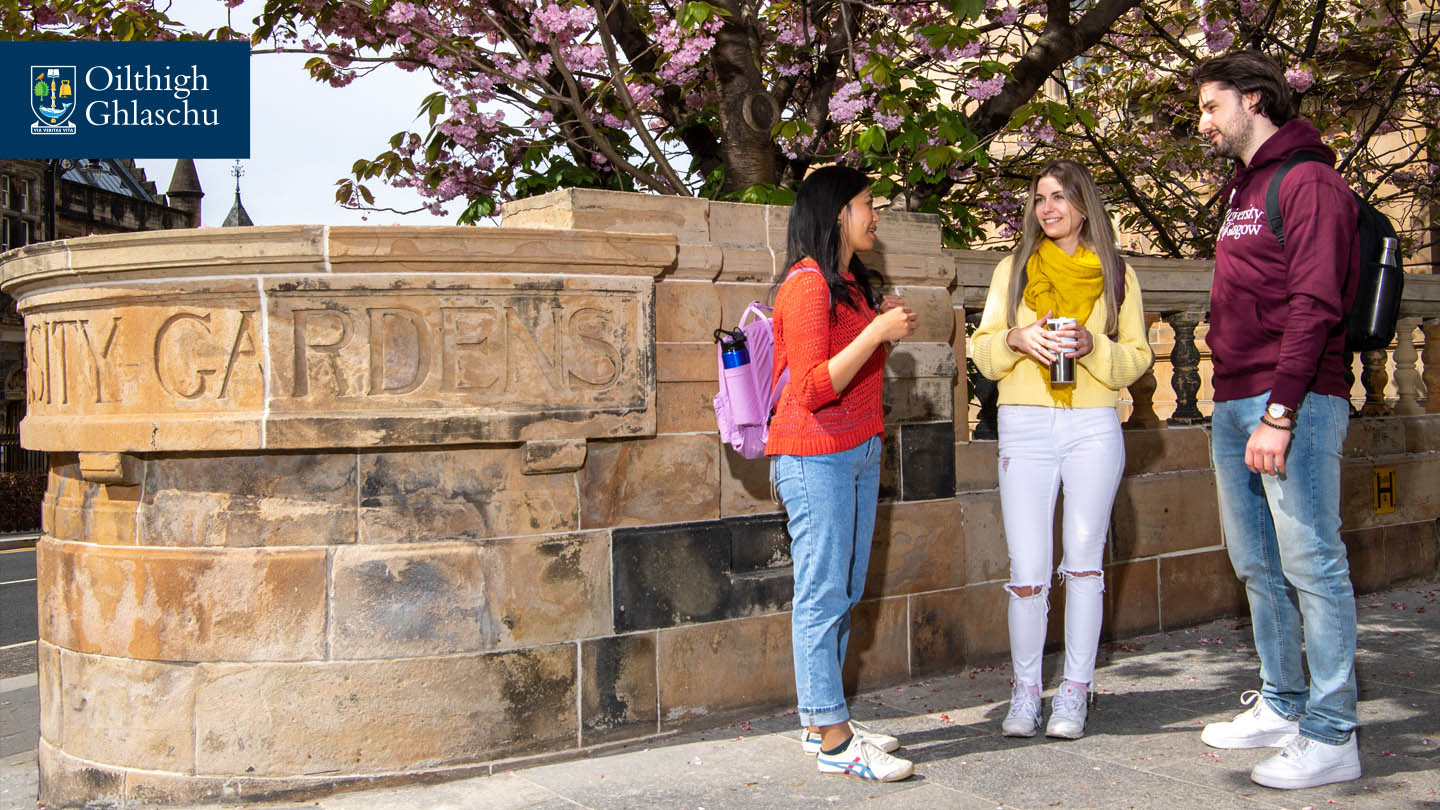 Oilthigh
Ghlaschu
VIA VERITAS VITA
SITY GARDENS
H